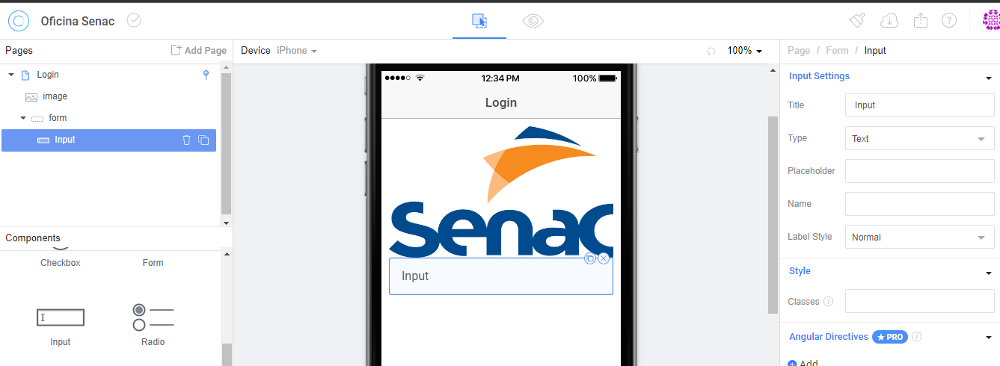 Oficina Senac
Pages
Add Page
Device iPhone
100%
Page / Form / Input
Login
image
form
Input
12:34 PM
100%
Login
Senac
Input
Input Settings
Title Input
Type Text
Placeholder
Name
Label Style Normal
Style
Classes ?
Angular Directives ★ PRO ?
Add
Components
Checkbox
Form
Input
Radio